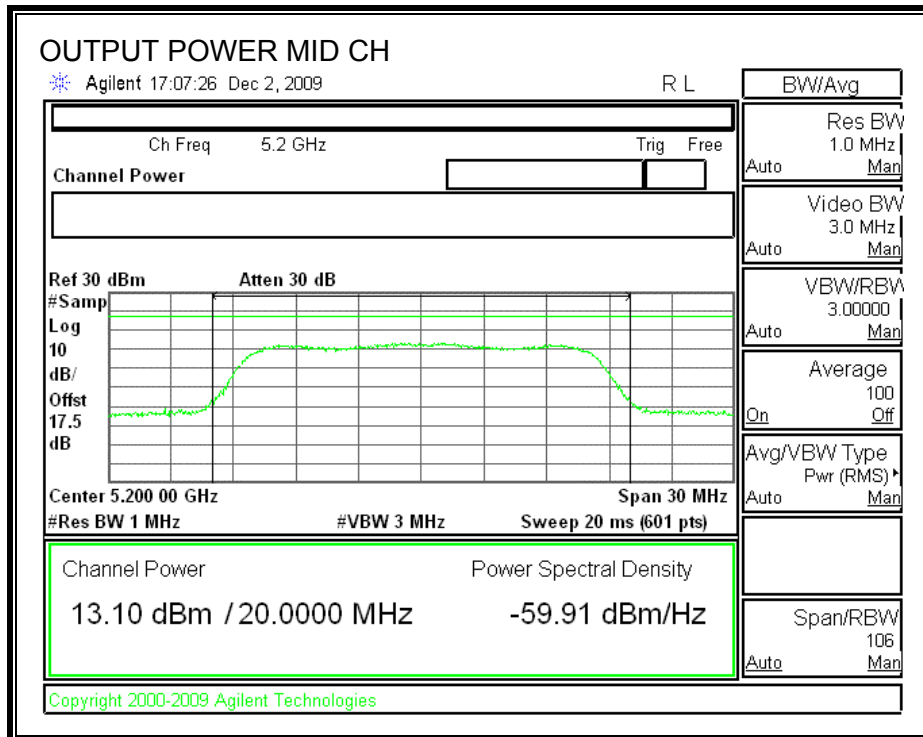 OUTPUT POWER MID CH
Agilent 17:07:26 Dec 2, 2009 R L
Ch Freq 5.2 GHz Trig Free
Channel Power
Ref 30 dBm Atten 30 dB
#Samp
Log
10
dB/
Offst
17.5
dB
Center 5.200 00 GHz Span 30 MHz
#Res BW 1 MHz #VBW 3 MHz Sweep 20 ms (601 pts)
Channel Power Power Spectral Density
13.10 dBm / 20.0000 MHz -59.91 dBm/Hz
Copyright 2000-2009 Agilent Technologies
BW/Avg
Res BW
1.0 MHz
Auto Man
Video BW
3.0 MHz
Auto Man
VBW/RBW
3.00000
Auto Man
Average
100
On Off
Avg/VBW Type
Pwr (RMS)
Auto Man
Span/RBW
106
Auto Man